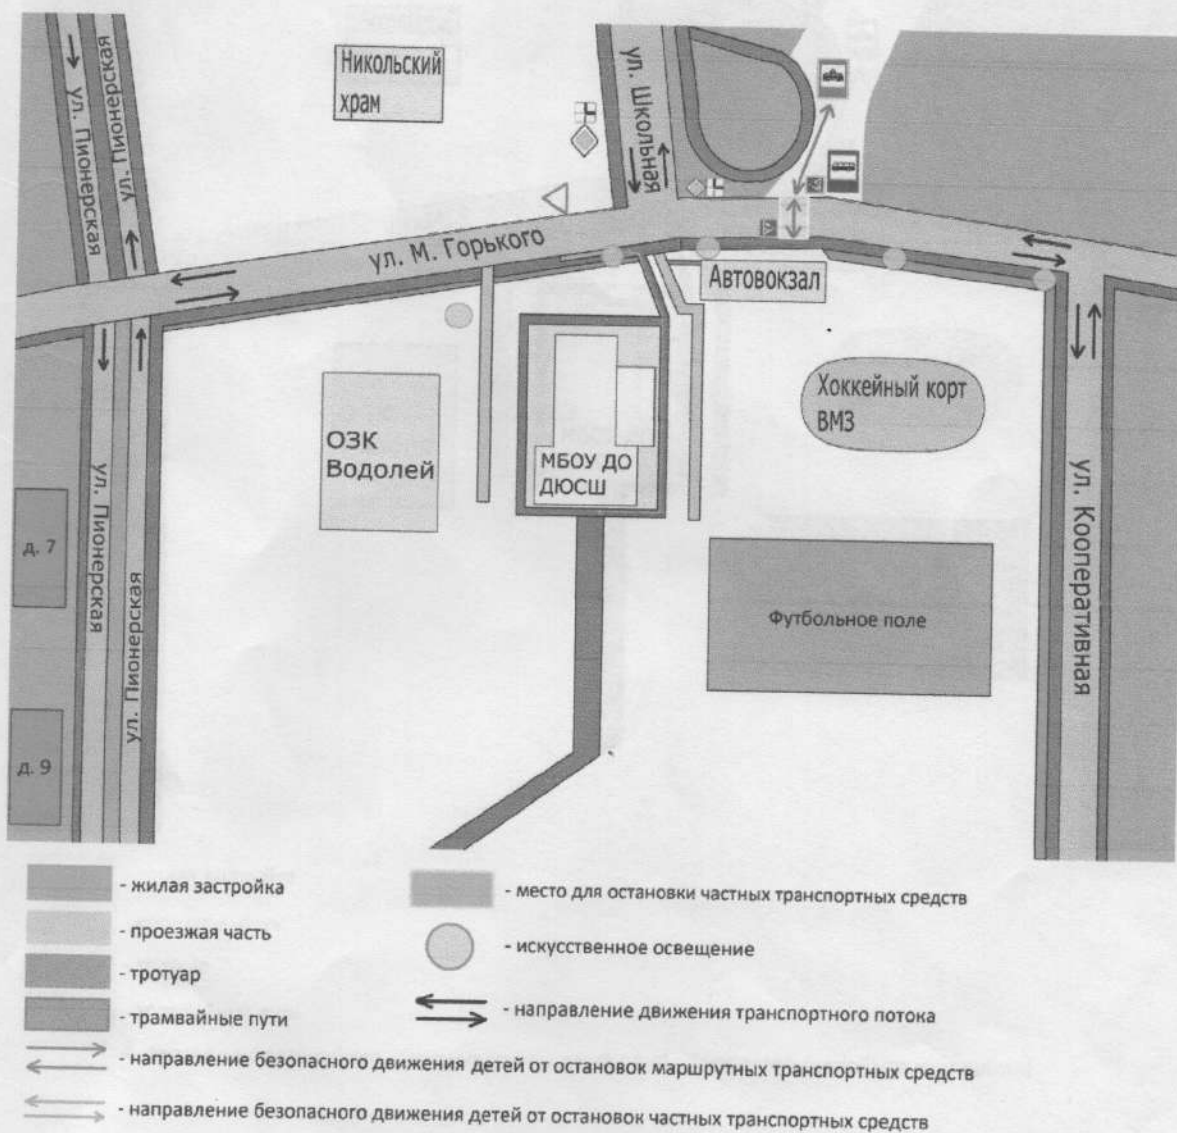 ул. Пионерская
ул. Пионерская
Никольский
храм
ул. Школьная
ул. М. Горького
Автовокзал
ОЗК
Водолей
МБОУ ДО
ДЮСШ
Хоккейный корт
ВМЗ
д. 7
ул. Пионерская
ул. Пионерская
ул. Кооперативная
Футбольное поле
д. 9
- жилая застройка
- проезжая часть
- тротуар
- трамвайные пути
- место для остановки частных транспортных средств
- искусственное освещение
- направление движения транспортного потока
- направление безопасного движения детей от остановок маршрутных транспортных средств
- направление безопасного движения детей от остановок частных транспортных средств